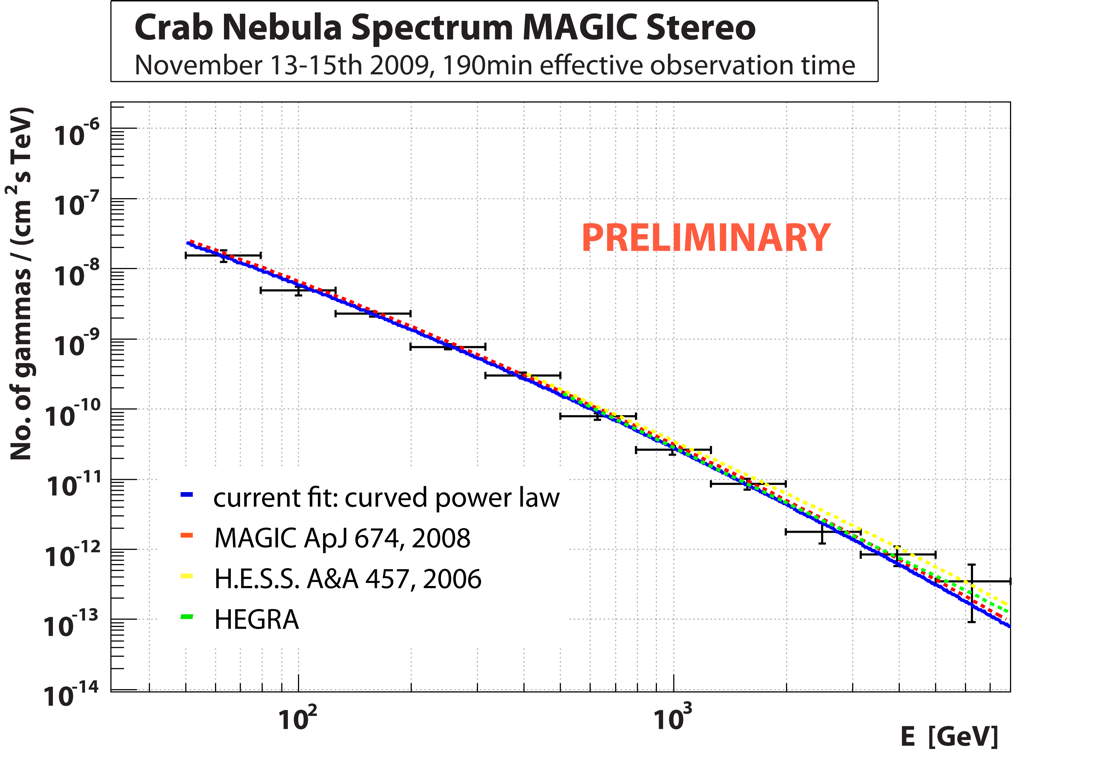 Crab Nebula Spectrum MAGIC Stereo
November 13-15th 2009, 190min effective observation time
No. of gammas / (cm² s TeV)
10⁻⁶
10⁻⁷
10⁻⁸
10⁻⁹
10⁻¹⁰
10⁻¹¹
10⁻¹²
10⁻¹³
10⁻¹⁴
PRELIMINARY
current fit: curved power law
MAGIC ApJ 674, 2008
H.E.S.S. A&A 457, 2006
HEGRA
10² 10³
E [GeV]